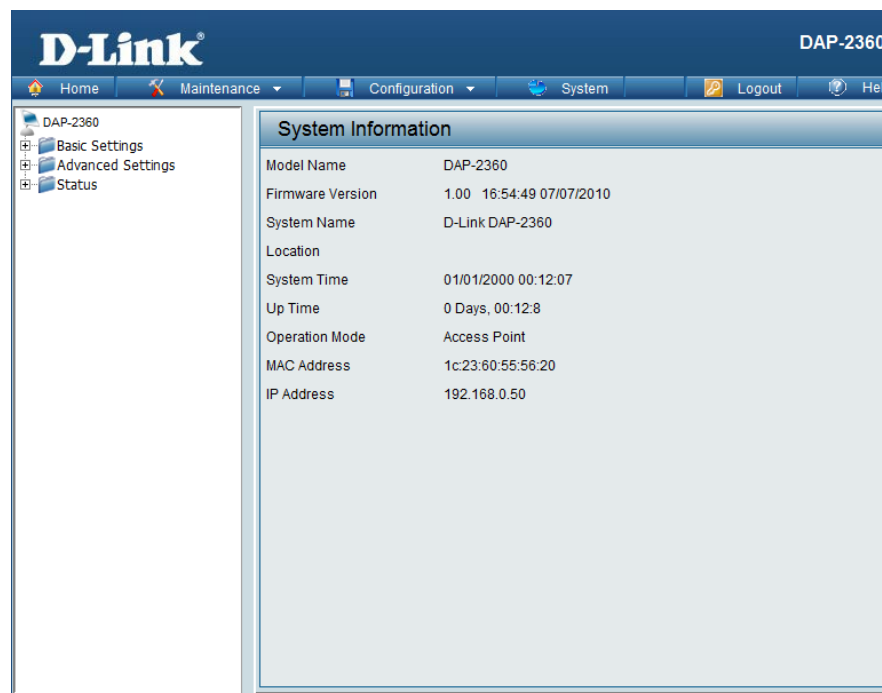 D-Link®
DAP-2360
Home Maintenance Configuration System Logout Hel
DAP-2360
Basic Settings
Advanced Settings
Status
System Information
Model Name DAP-2360
Firmware Version 1.00 16:54:49 07/07/2010
System Name D-Link DAP-2360
Location
System Time 01/01/2000 00:12:07
Up Time 0 Days, 00:12:8
Operation Mode Access Point
MAC Address 1c:23:60:55:56:20
IP Address 192.168.0.50